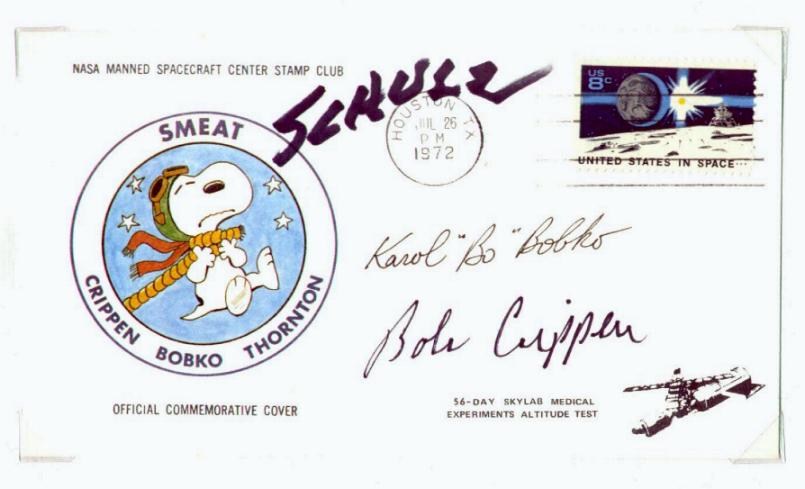 NASA MANNED SPACECRAFT CENTER STAMP CLUB
SCHULZ
SMEAT
CRIPPEN BOBKO THORNTON
HOUSTON TX
JUL 26
PM
1972
US
8c
UNITED STATES IN SPACE...
Karol "Bo" Bobko
Bob Crippen
OFFICIAL COMMEMORATIVE COVER
56-DAY SKYLAB MEDICAL
EXPERIMENTS ALTITUDE TEST